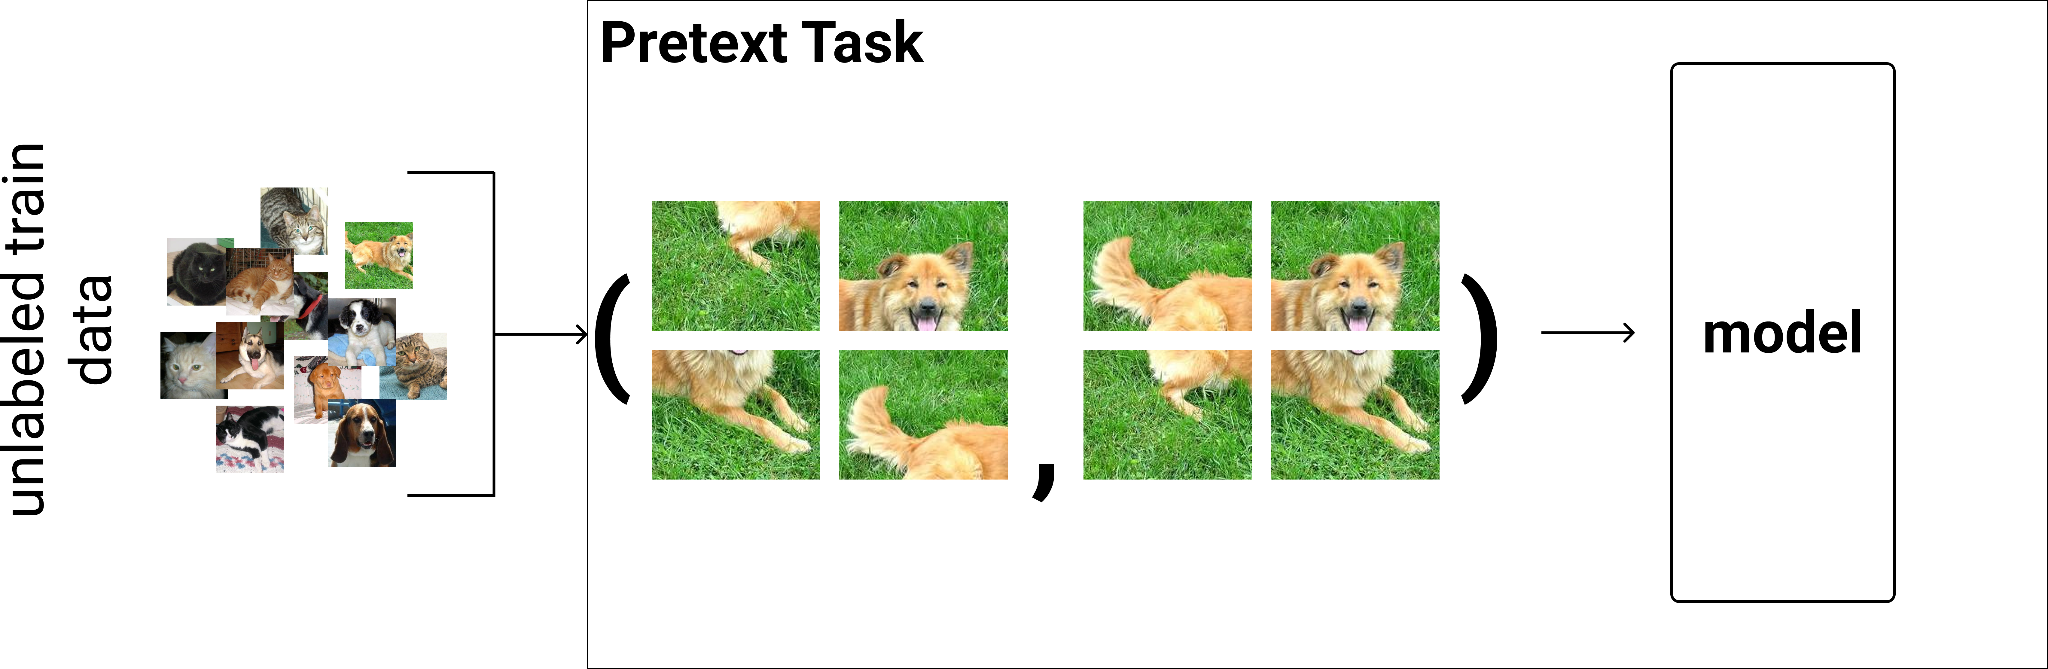 Pretext Task
unlabeled train
data
(
,
)
model